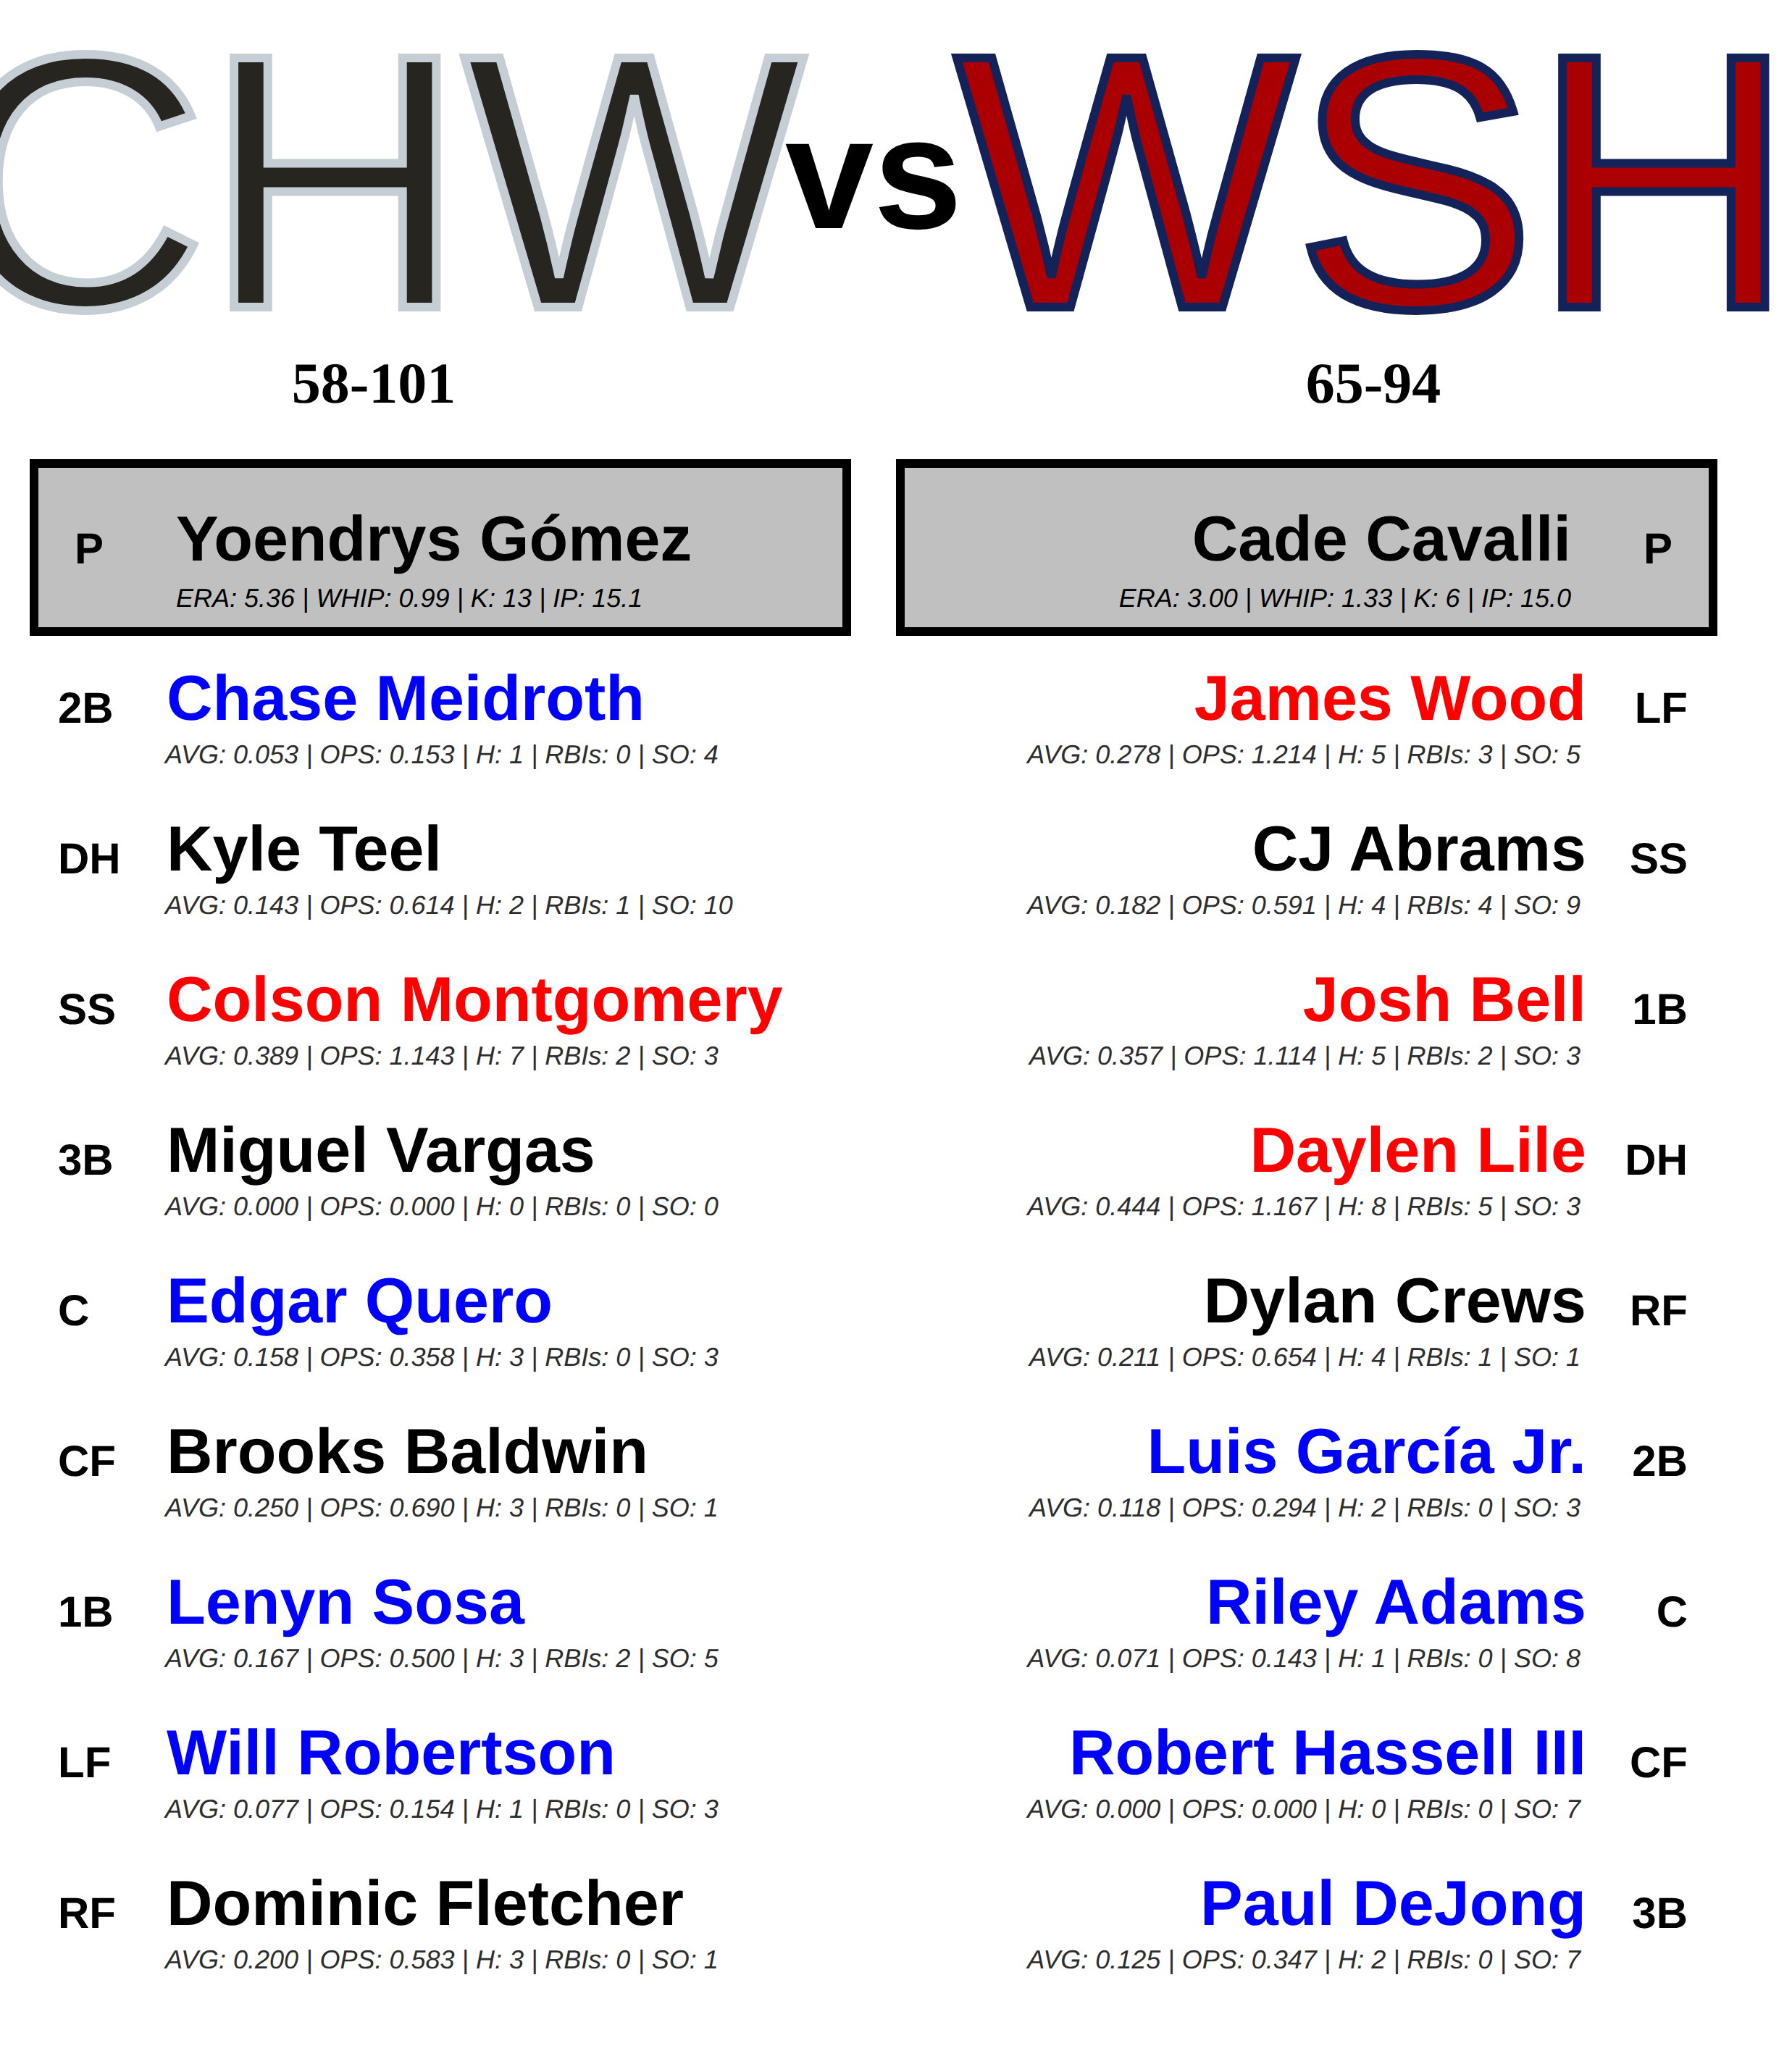 CHW vs WSH
58-101 65-94
P Yoendrys Gómez
ERA: 5.36 | WHIP: 0.99 | K: 13 | IP: 15.1
Cade Cavalli P
ERA: 3.00 | WHIP: 1.33 | K: 6 | IP: 15.0
2B Chase Meidroth
AVG: 0.053 | OPS: 0.153 | H: 1 | RBIs: 0 | SO: 4
DH Kyle Teel
AVG: 0.143 | OPS: 0.614 | H: 2 | RBIs: 1 | SO: 10
SS Colson Montgomery
AVG: 0.389 | OPS: 1.143 | H: 7 | RBIs: 2 | SO: 3
3B Miguel Vargas
AVG: 0.000 | OPS: 0.000 | H: 0 | RBIs: 0 | SO: 0
C Edgar Quero
AVG: 0.158 | OPS: 0.358 | H: 3 | RBIs: 0 | SO: 3
CF Brooks Baldwin
AVG: 0.250 | OPS: 0.690 | H: 3 | RBIs: 0 | SO: 1
1B Lenyn Sosa
AVG: 0.167 | OPS: 0.500 | H: 3 | RBIs: 2 | SO: 5
LF Will Robertson
AVG: 0.077 | OPS: 0.154 | H: 1 | RBIs: 0 | SO: 3
RF Dominic Fletcher
AVG: 0.200 | OPS: 0.583 | H: 3 | RBIs: 0 | SO: 1
James Wood LF
AVG: 0.278 | OPS: 1.214 | H: 5 | RBIs: 3 | SO: 5
CJ Abrams SS
AVG: 0.182 | OPS: 0.591 | H: 4 | RBIs: 4 | SO: 9
Josh Bell 1B
AVG: 0.357 | OPS: 1.114 | H: 5 | RBIs: 2 | SO: 3
Daylen Lile DH
AVG: 0.444 | OPS: 1.167 | H: 8 | RBIs: 5 | SO: 3
Dylan Crews RF
AVG: 0.211 | OPS: 0.654 | H: 4 | RBIs: 1 | SO: 1
Luis García Jr. 2B
AVG: 0.118 | OPS: 0.294 | H: 2 | RBIs: 0 | SO: 3
Riley Adams C
AVG: 0.071 | OPS: 0.143 | H: 1 | RBIs: 0 | SO: 8
Robert Hassell III CF
AVG: 0.000 | OPS: 0.000 | H: 0 | RBIs: 0 | SO: 7
Paul DeJong 3B
AVG: 0.125 | OPS: 0.347 | H: 2 | RBIs: 0 | SO: 7